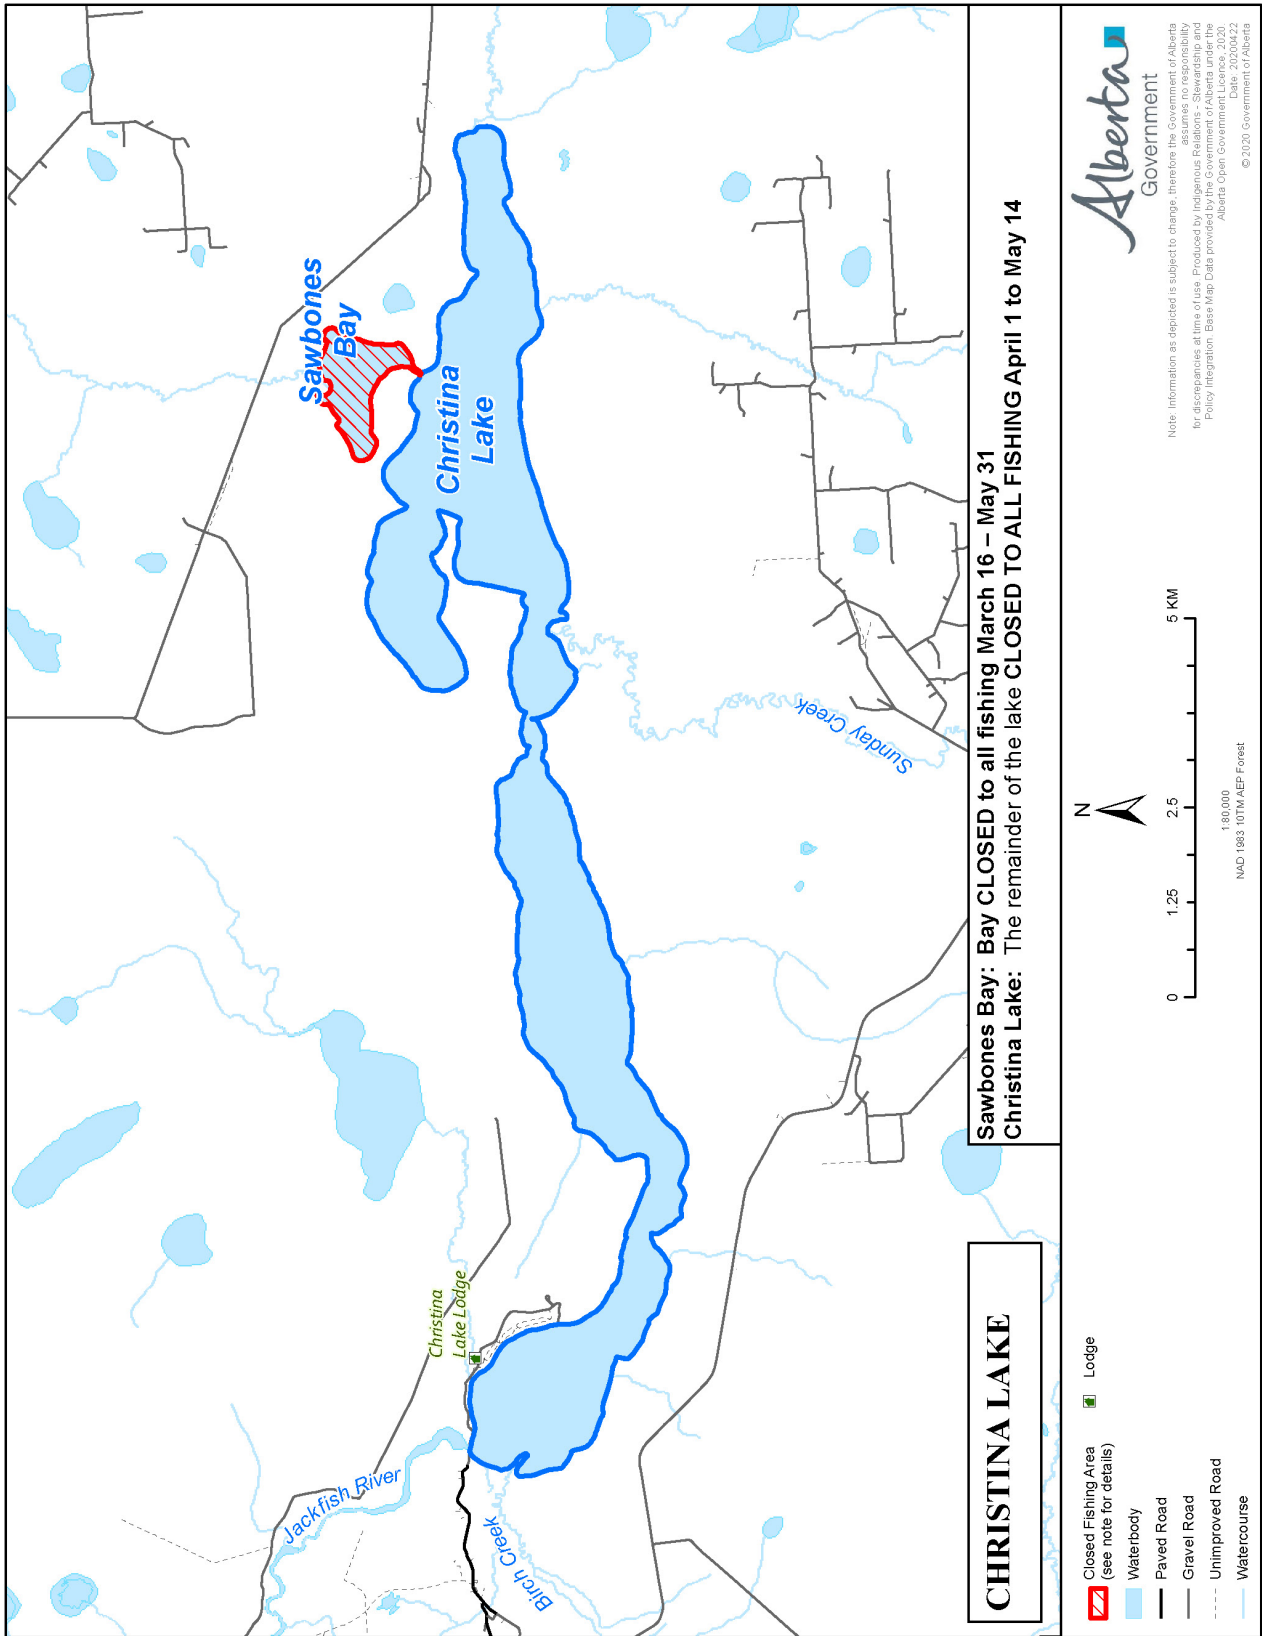 Sawbones
Bay
Christina
Lake
Christina
Lake Lodge
Jackfish River
Birch Creek
Sunday Creek
Sawbones Bay: Bay CLOSED to all fishing March 16 – May 31
Christina Lake: The remainder of the lake CLOSED TO ALL FISHING April 1 to May 14
CHRISTINA LAKE
Closed Fishing Area
(see note for details)
Waterbody
Paved Road
Gravel Road
Unimproved Road
Watercourse
Lodge
N
0 1.25 2.5 5 KM
1:80,000
NAD 1983 10TM AEP Forest
Alberta
Government
Note: Information as depicted is subject to change, therefore the Government of Alberta
assumes no responsibility
for discrepancies at time of use. Produced by Indigenous Relations - Stewardship and
Policy Integration. Base Map Data provided by the Government of Alberta under the
Alberta Open Government Licence, 2020.
Date: 20200422
© 2020 Government of Alberta